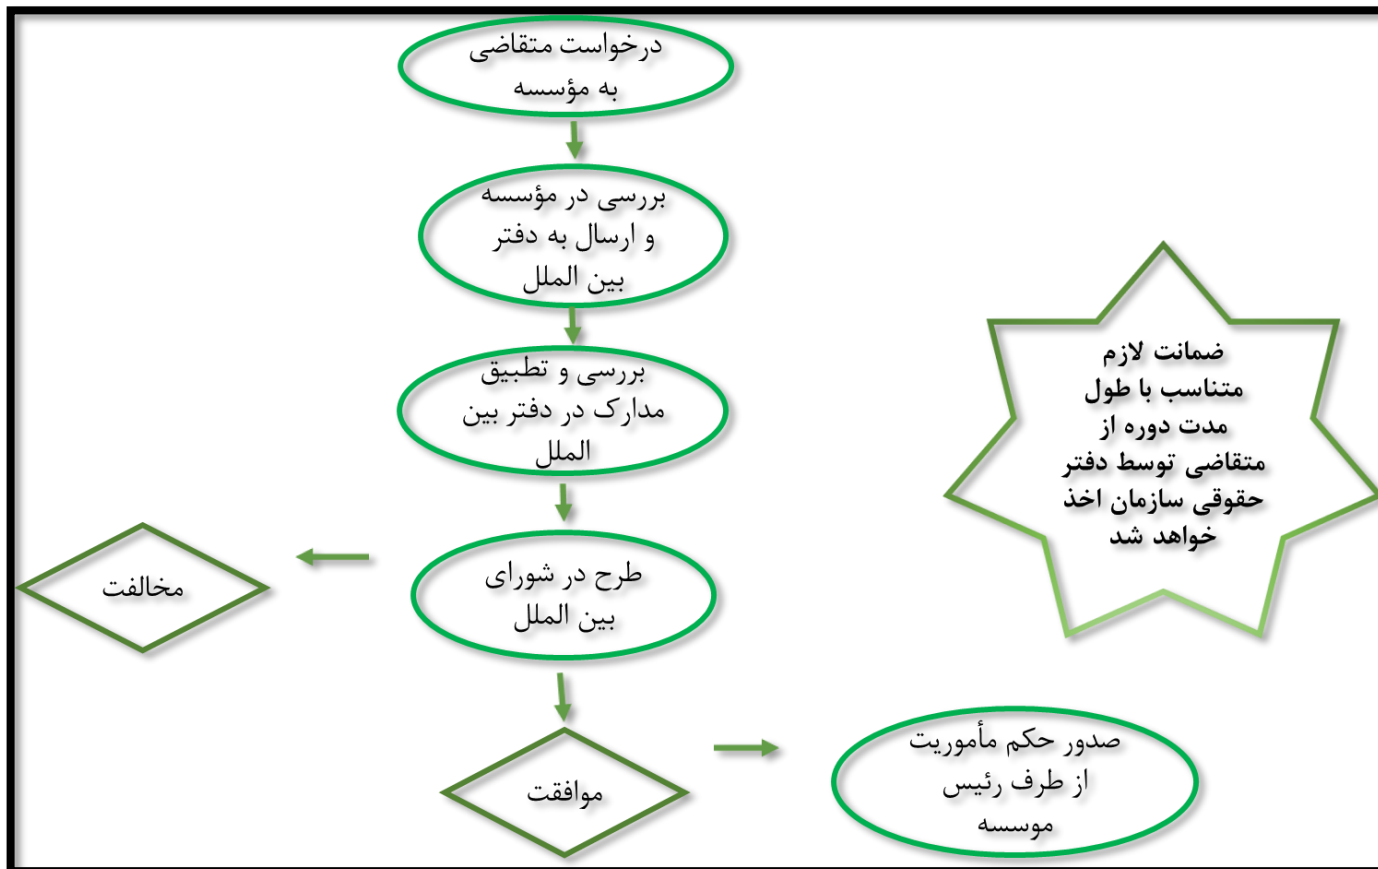 درخواست متقاضی
به مؤسسه
بررسی در مؤسسه
و ارسال به دفتر
بین الملل
بررسی و تطبیق
مدارک در دفتر بین
الملل
طرح در شورای
بین الملل
مخالفت
موافقت
صدور حکم مأموریت
از طرف رئیس
موسسه
ضمانت لازم
متناسب با طول
مدت دوره از
متقاضی توسط دفتر
حقوقی سازمان اخذ
خواهد شد